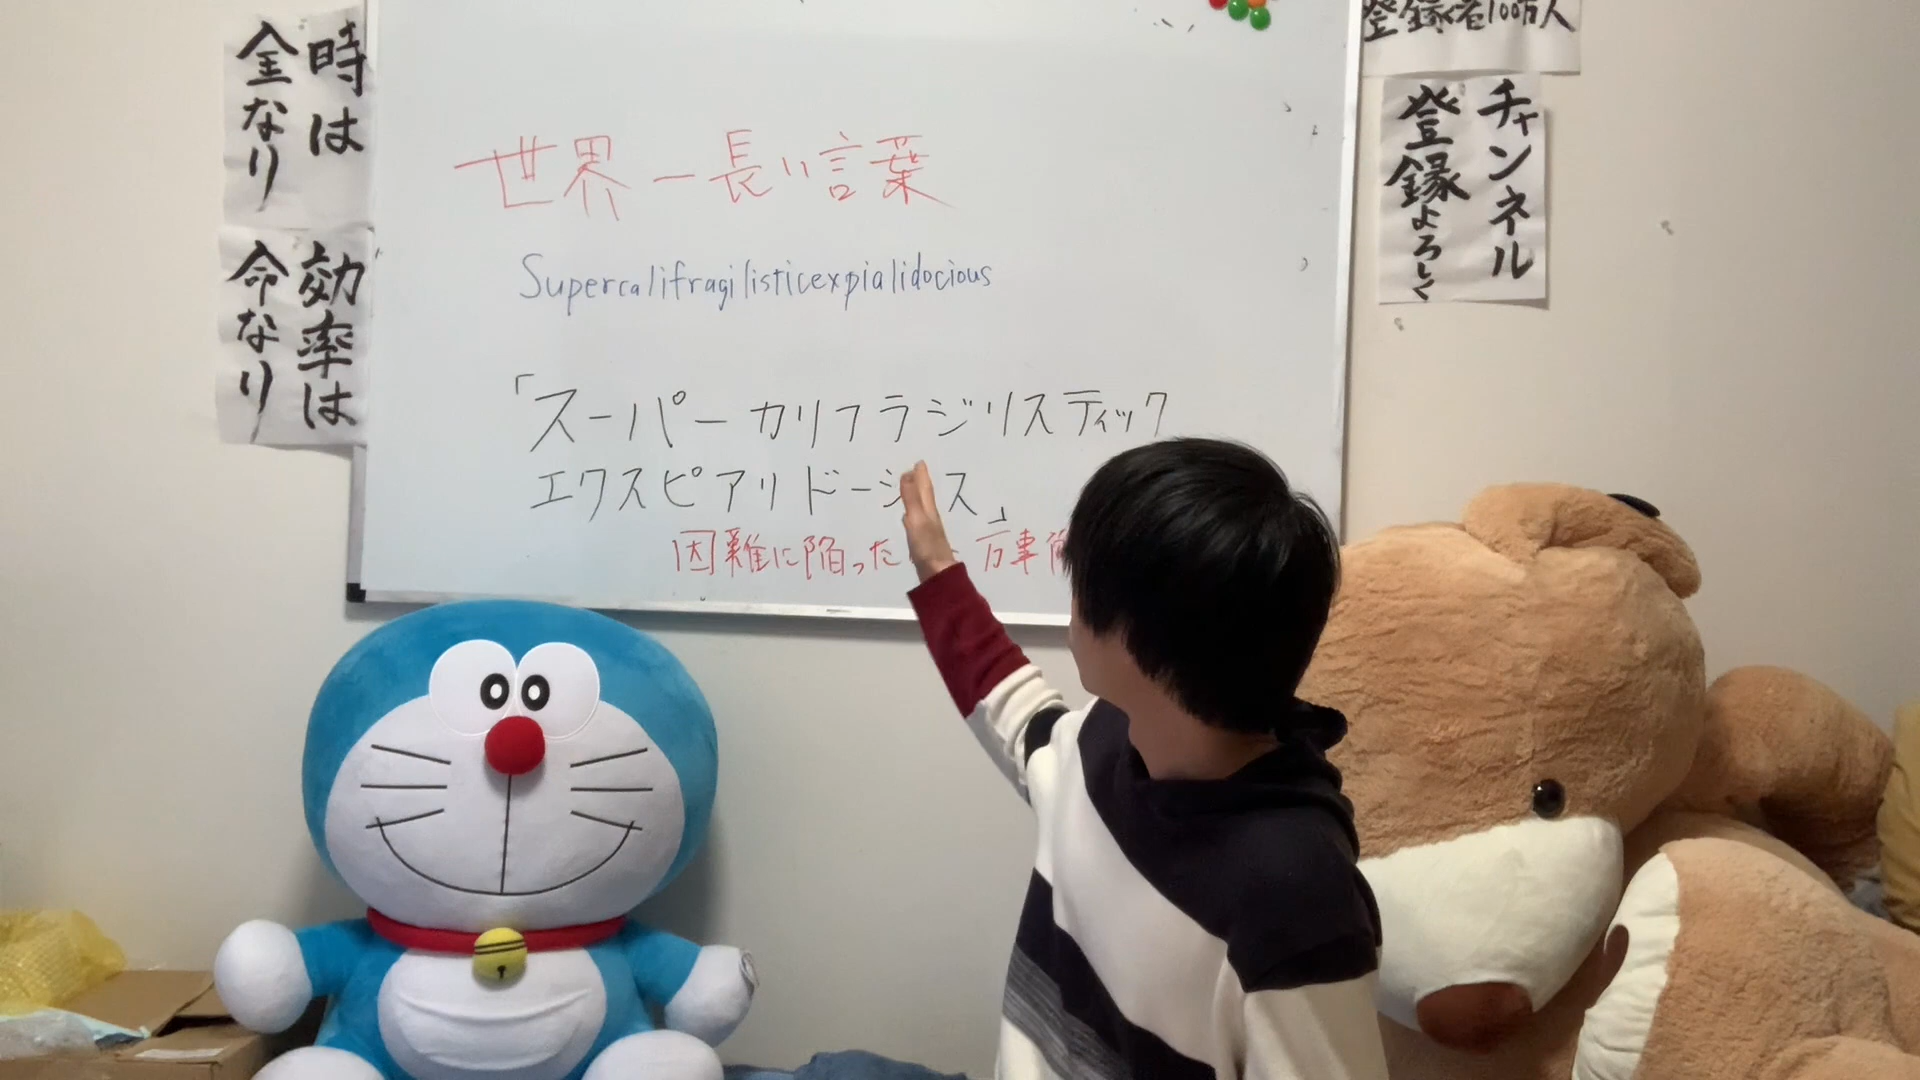 時は
金なり
効率は
命なり
世界一長い言葉
Supercalifragilisticexpialidocious
「スーパーカリフラジリスティック
エクスピアリドーシス」
困難に陥った 万事
登録者100万人
チャンネル
登録よろしく